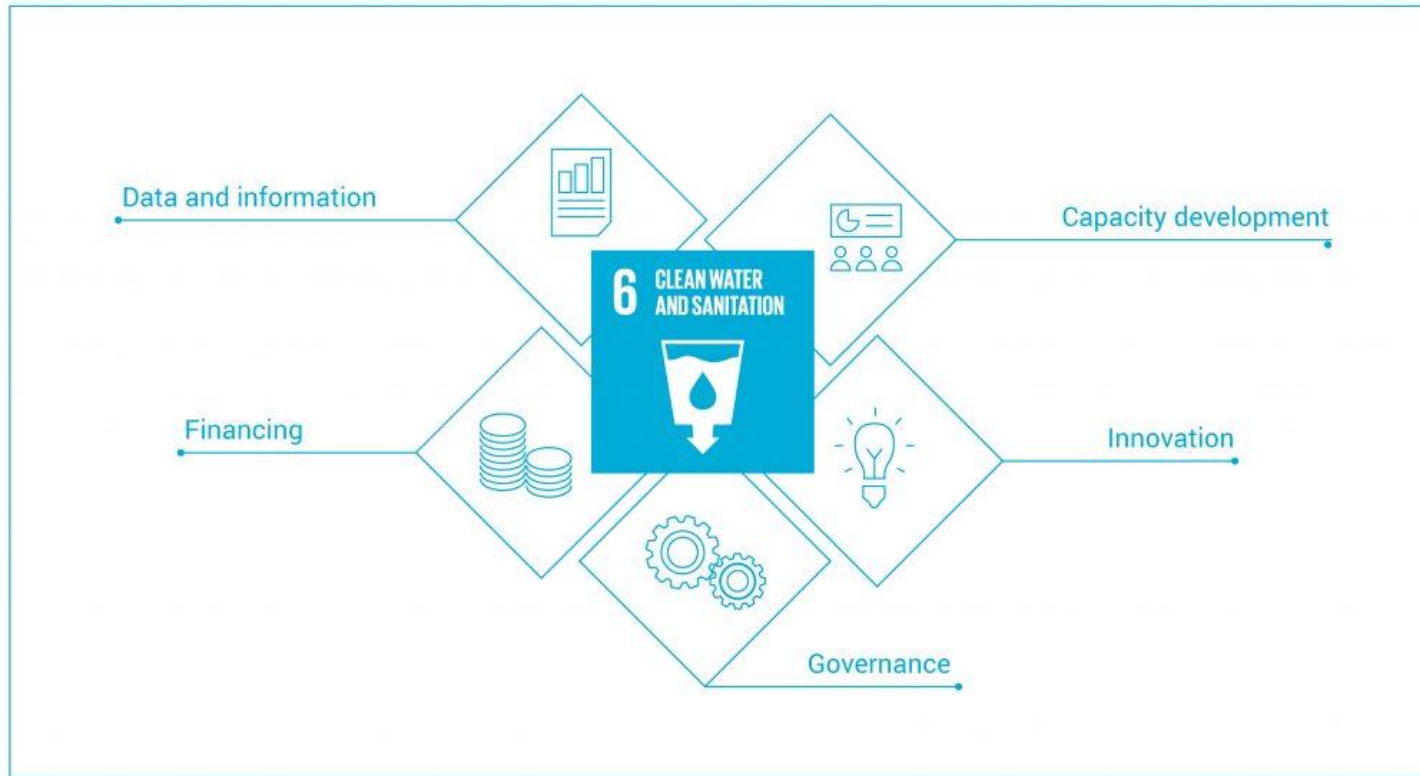 Data and information
Capacity development
6 CLEAN WATER
AND SANITATION
Financing
Innovation
Governance